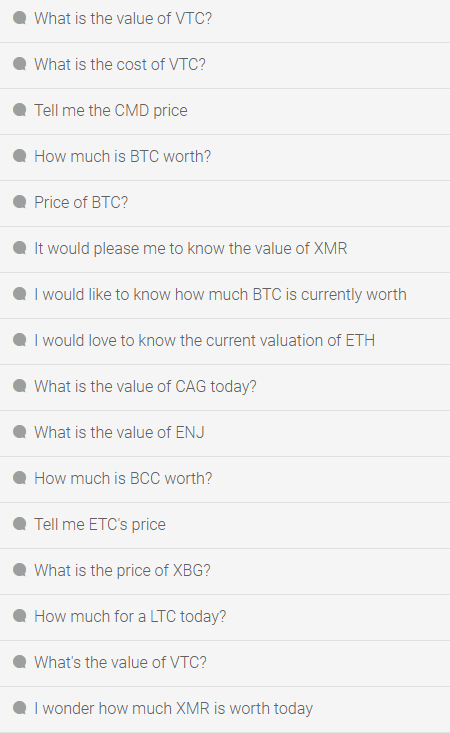 What is the value of VTC?
What is the cost of VTC?
Tell me the CMD price
How much is BTC worth?
Price of BTC?
It would please me to know the value of XMR
I would like to know how much BTC is currently worth
I would love to know the current valuation of ETH
What is the value of CAG today?
What is the value of ENJ
How much is BCC worth?
Tell me ETC's price
What is the price of XBG?
How much for a LTC today?
What's the value of VTC?
I wonder how much XMR is worth today